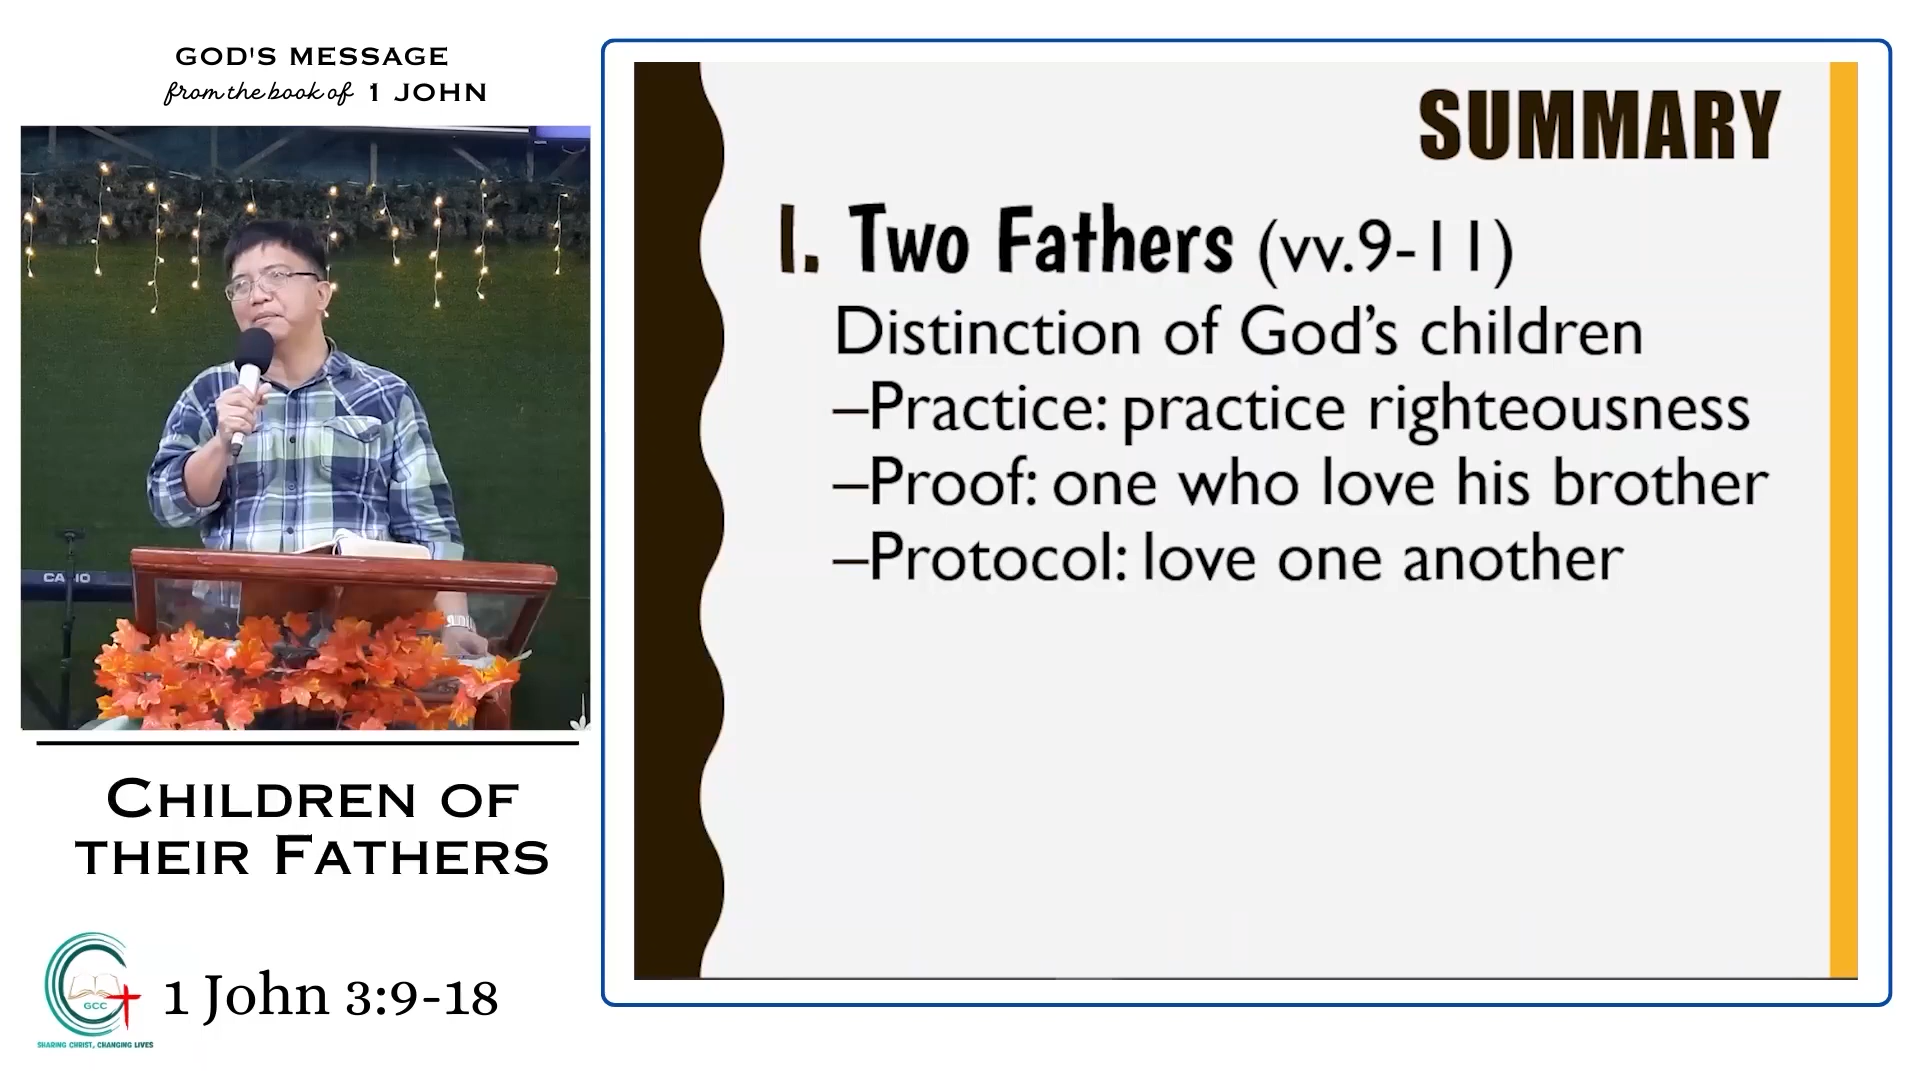 GOD'S MESSAGE
from the book of 1 JOHN
CASIO
CHILDREN OF
THEIR FATHERS
GCC
SHARING CHRIST, CHANGING LIVES
1 John 3:9-18
SUMMARY
I. Two Fathers (vv.9-11)
Distinction of God's children
–Practice: practice righteousness
–Proof: one who love his brother
–Protocol: love one another